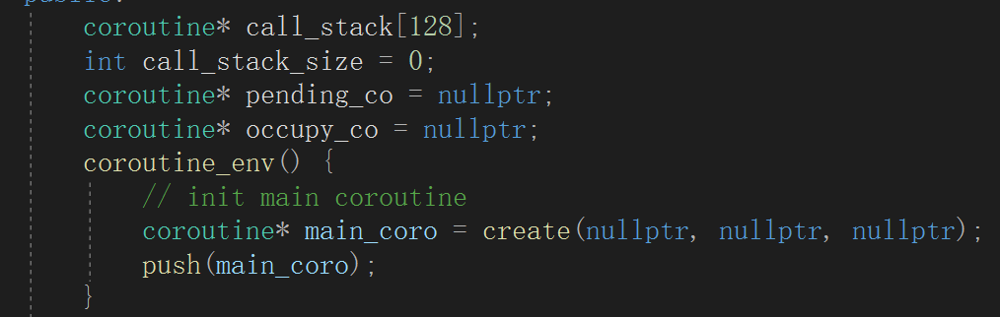 public:
coroutine* call_stack[128];
int call_stack_size = 0;
coroutine* pending_co = nullptr;
coroutine* occupy_co = nullptr;
coroutine_env() {
// init main coroutine
coroutine* main_coro = create(nullptr, nullptr, nullptr);
push(main_coro);
}